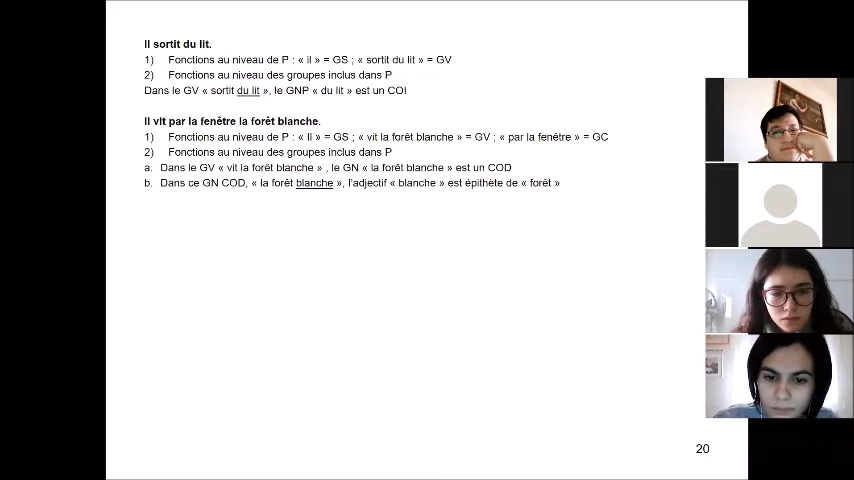 Il sortit du lit.
1) Fonctions au niveau de P : « il » = GS ; « sortit du lit » = GV
2) Fonctions au niveau des groupes inclus dans P
Dans le GV « sortit du lit », le GNP « du lit » est un COI
Il vit par la fenêtre la forêt blanche.
1) Fonctions au niveau de P : « Il » = GS ; « vit la forêt blanche » = GV ; « par la fenêtre » = GC
2) Fonctions au niveau des groupes inclus dans P
a. Dans le GV « vit la forêt blanche » , le GN « la forêt blanche » est un COD
b. Dans ce GN COD, « la forêt blanche », l'adjectif « blanche » est épithète de « forêt »
20